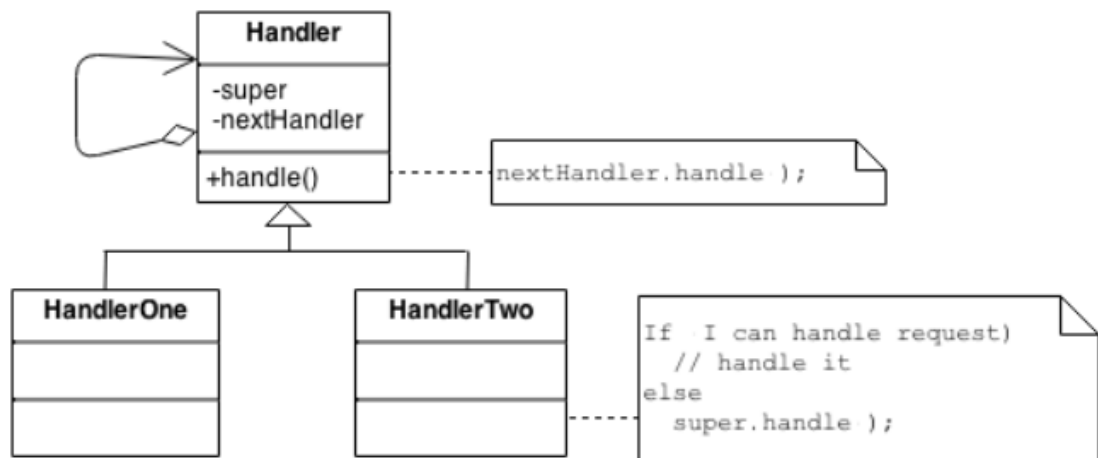 Handler
-super
-nextHandler
+handle()
nextHandler.handle );
HandlerOne
HandlerTwo
If I can handle request)
// handle it
else
super.handle );